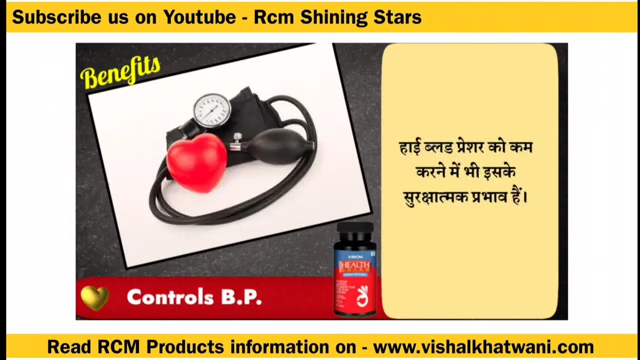 Subscribe us on Youtube - Rcm Shining Stars
Benefits
हाई ब्लड प्रेशर को कम
करने में भी इसके
सुरक्षात्मक प्रभाव हैं।
HEALTH
Controls B.P.
Read RCM Products information on - www.vishalkhatwani.com